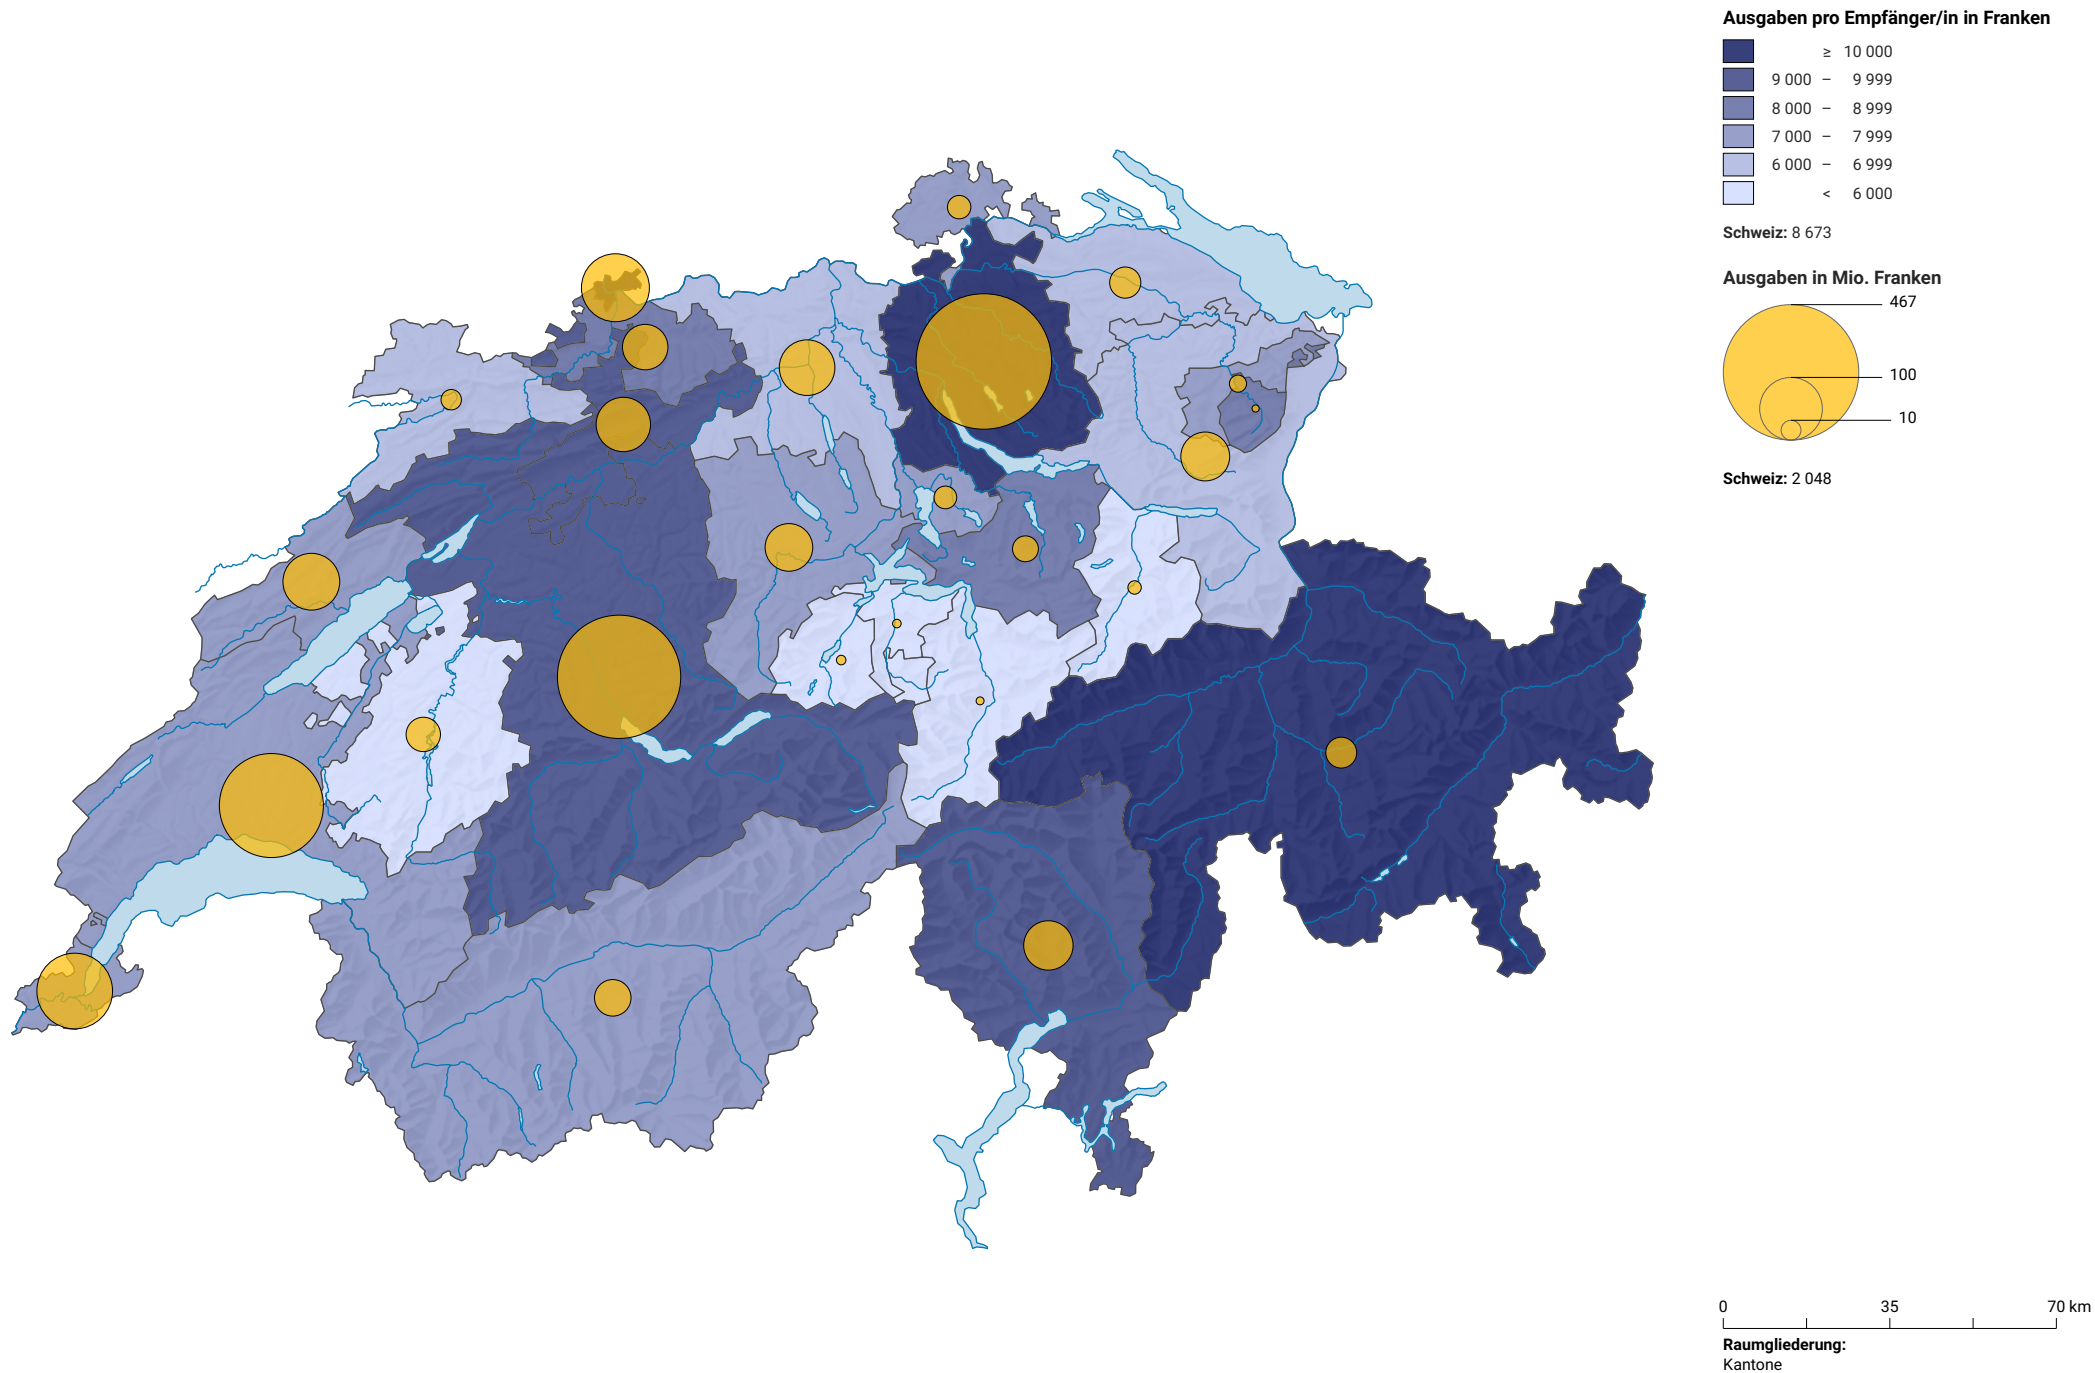 Ausgaben pro Empfänger/in in Franken
≥ 10 000
9 000 – 9 999
8 000 – 8 999
7 000 – 7 999
6 000 – 6 999
< 6 000
Schweiz: 8 673
Ausgaben in Mio. Franken
467
100
10
Schweiz: 2 048
0 35 70 km
Raumgliederung:
Kantone